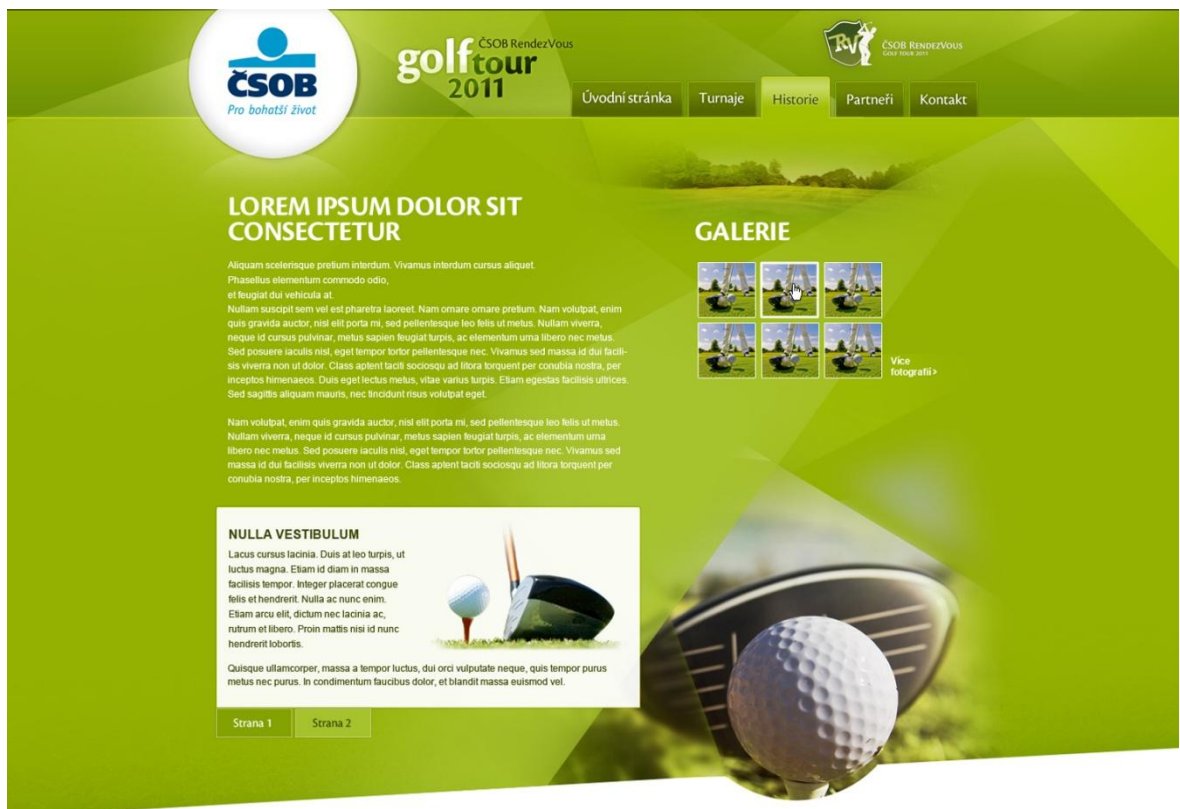 ČSOB
Pro bohatší život
ČSOB RendezVous
golf tour
2011
RV
ČSOB RENDEZVOUS
GOLF TOUR 2011
Úvodní stránka
Turnaje
Historie
Partneři
Kontakt
LOREM IPSUM DOLOR SIT
CONSECTETUR
Aliquam scelerisque pretium interdum. Vivamus interdum cursus aliquet.
Phasellus elementum commodo odio,
et feugiat dui vehicula at.
Nullam suscipit sem vel est pharetra laoreet. Nam ornare ornare pretium. Nam volutpat, enim
quis gravida auctor, nisl elit porta mi, sed pellentesque leo felis ut metus. Nullam viverra,
neque id cursus pulvinar, metus sapien feugiat turpis, ac elementum urna libero nec metus.
Sed posuere iaculis nisl, eget tempor tortor pellentesque nec. Vivamus sed massa id dui facili-
sis viverra non ut dolor. Class aptent taciti sociosqu ad litora torquent per conubia nostra, per
inceptos himenaeos. Duis eget lectus metus, vitae varius turpis. Etiam egestas facilisis ultrices.
Sed sagittis aliquam mauris, nec tincidunt risus volutpat eget.
Nam volutpat, enim quis gravida auctor, nisl elit porta mi, sed pellentesque leo felis ut metus.
Nullam viverra, neque id cursus pulvinar, metus sapien feugiat turpis, ac elementum urna
libero nec metus. Sed posuere iaculis nisl, eget tempor tortor pellentesque nec. Vivamus sed
massa id dui facilisis viverra non ut dolor. Class aptent taciti sociosqu ad litora torquent per
conubia nostra, per inceptos himenaeos.
GALERIE
Více
fotografií >
NULLA VESTIBULUM
Lacus cursus lacinia. Duis at leo turpis, ut
luctus magna. Etiam id diam in massa
facilisis tempor. Integer placerat congue
felis et hendrerit. Nulla ac nunc enim.
Etiam arcu elit, dictum nec lacinia ac,
rutrum et libero. Proin mattis nisi id nunc
hendrerit lobortis.
Quisque ullamcorper, massa a tempor luctus, dui orci vulputate neque, quis tempor purus
metus nec purus. In condimentum faucibus dolor, et blandit massa euismod vel.
Strana 1
Strana 2